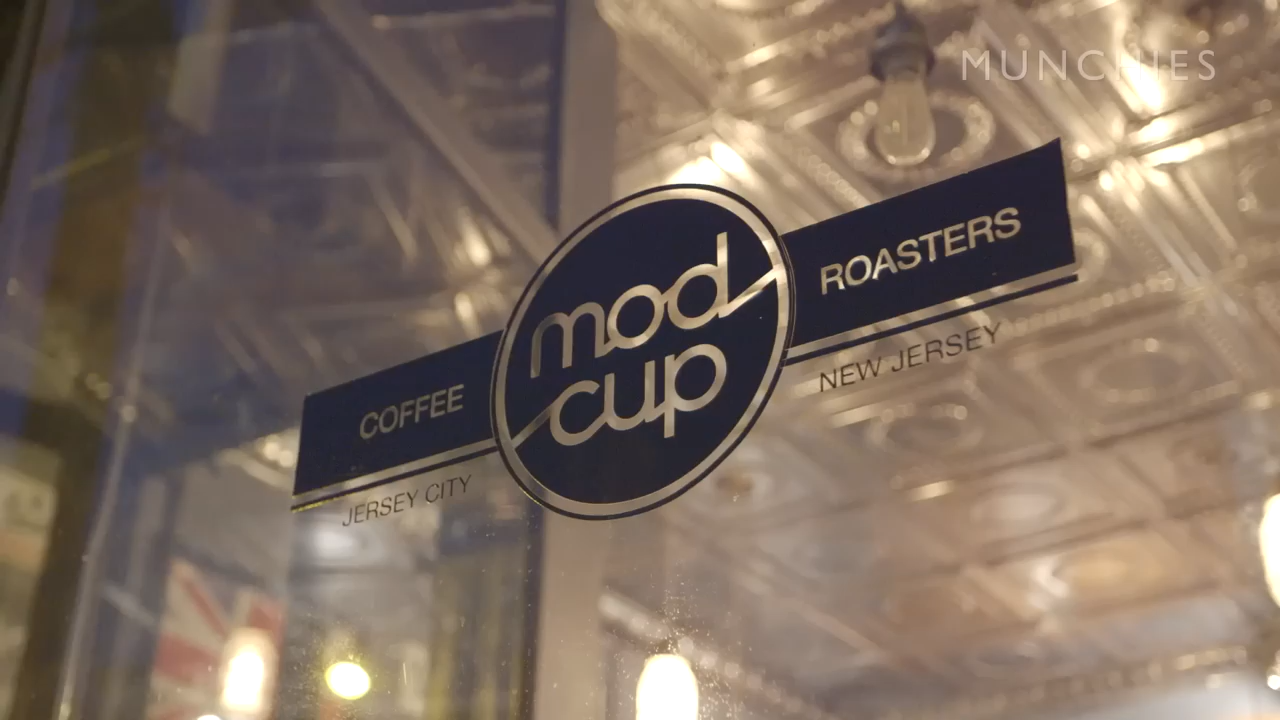 MUNCHIES
mod
cup
COFFEE
ROASTERS
JERSEY CITY
NEW JERSEY